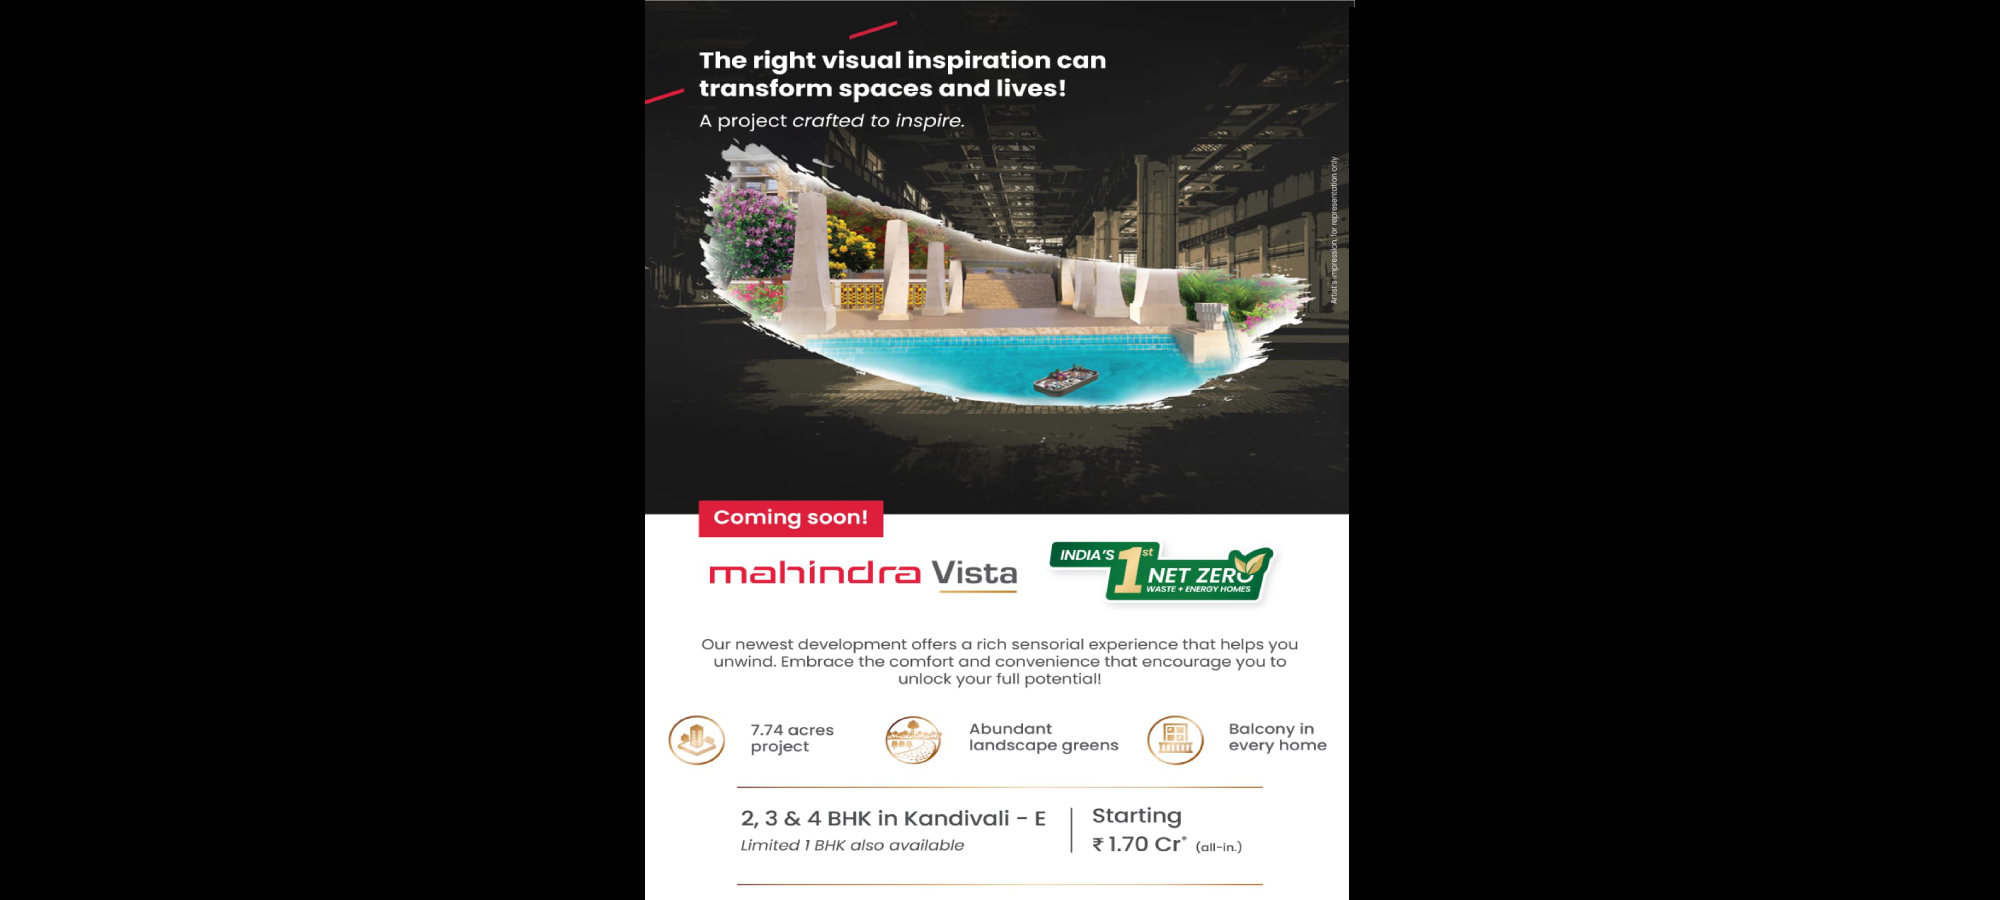 The right visual inspiration can
transform spaces and lives!
A project crafted to inspire.
Artist's impression, for representation only
Coming soon!
mahindra Vista
INDIA'S 1st
NET ZERO
WASTE + ENERGY HOMES
Our newest development offers a rich sensorial experience that helps you
unwind. Embrace the comfort and convenience that encourage you to
unlock your full potential!
7.74 acres
project
Abundant
landscape greens
Balcony in
every home
2, 3 & 4 BHK in Kandivali - E
Limited 1 BHK also available
Starting
₹ 1.70 Cr* (all-in.)